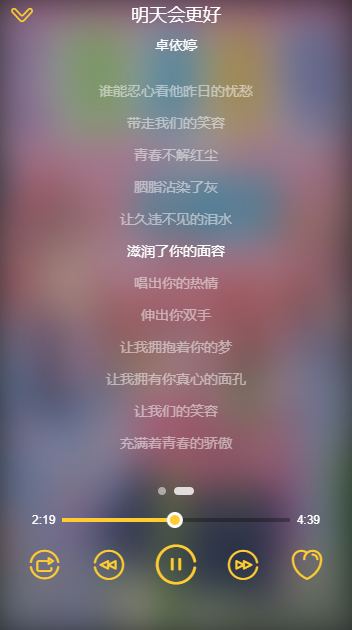 明天会更好
卓依婷
谁能忍心看他昨日的忧愁
带走我们的笑容
青春不解红尘
胭脂沾染了灰
让久违不见的泪水
滋润了你的面容
唱出你的热情
伸出你双手
让我拥抱着你的梦
让我拥有你真心的面孔
让我们的笑容
充满着青春的骄傲
2:19 4:39